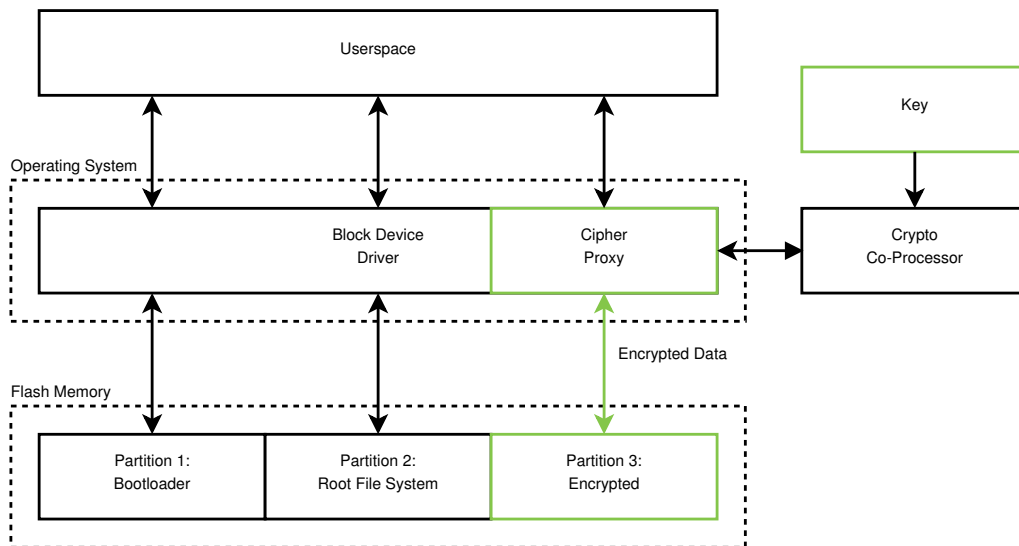 Userspace
Key
Operating System
Block Device
Driver
Cipher
Proxy
Crypto
Co-Processor
Encrypted Data
Flash Memory
Partition 1:
Bootloader
Partition 2:
Root File System
Partition 3:
Encrypted